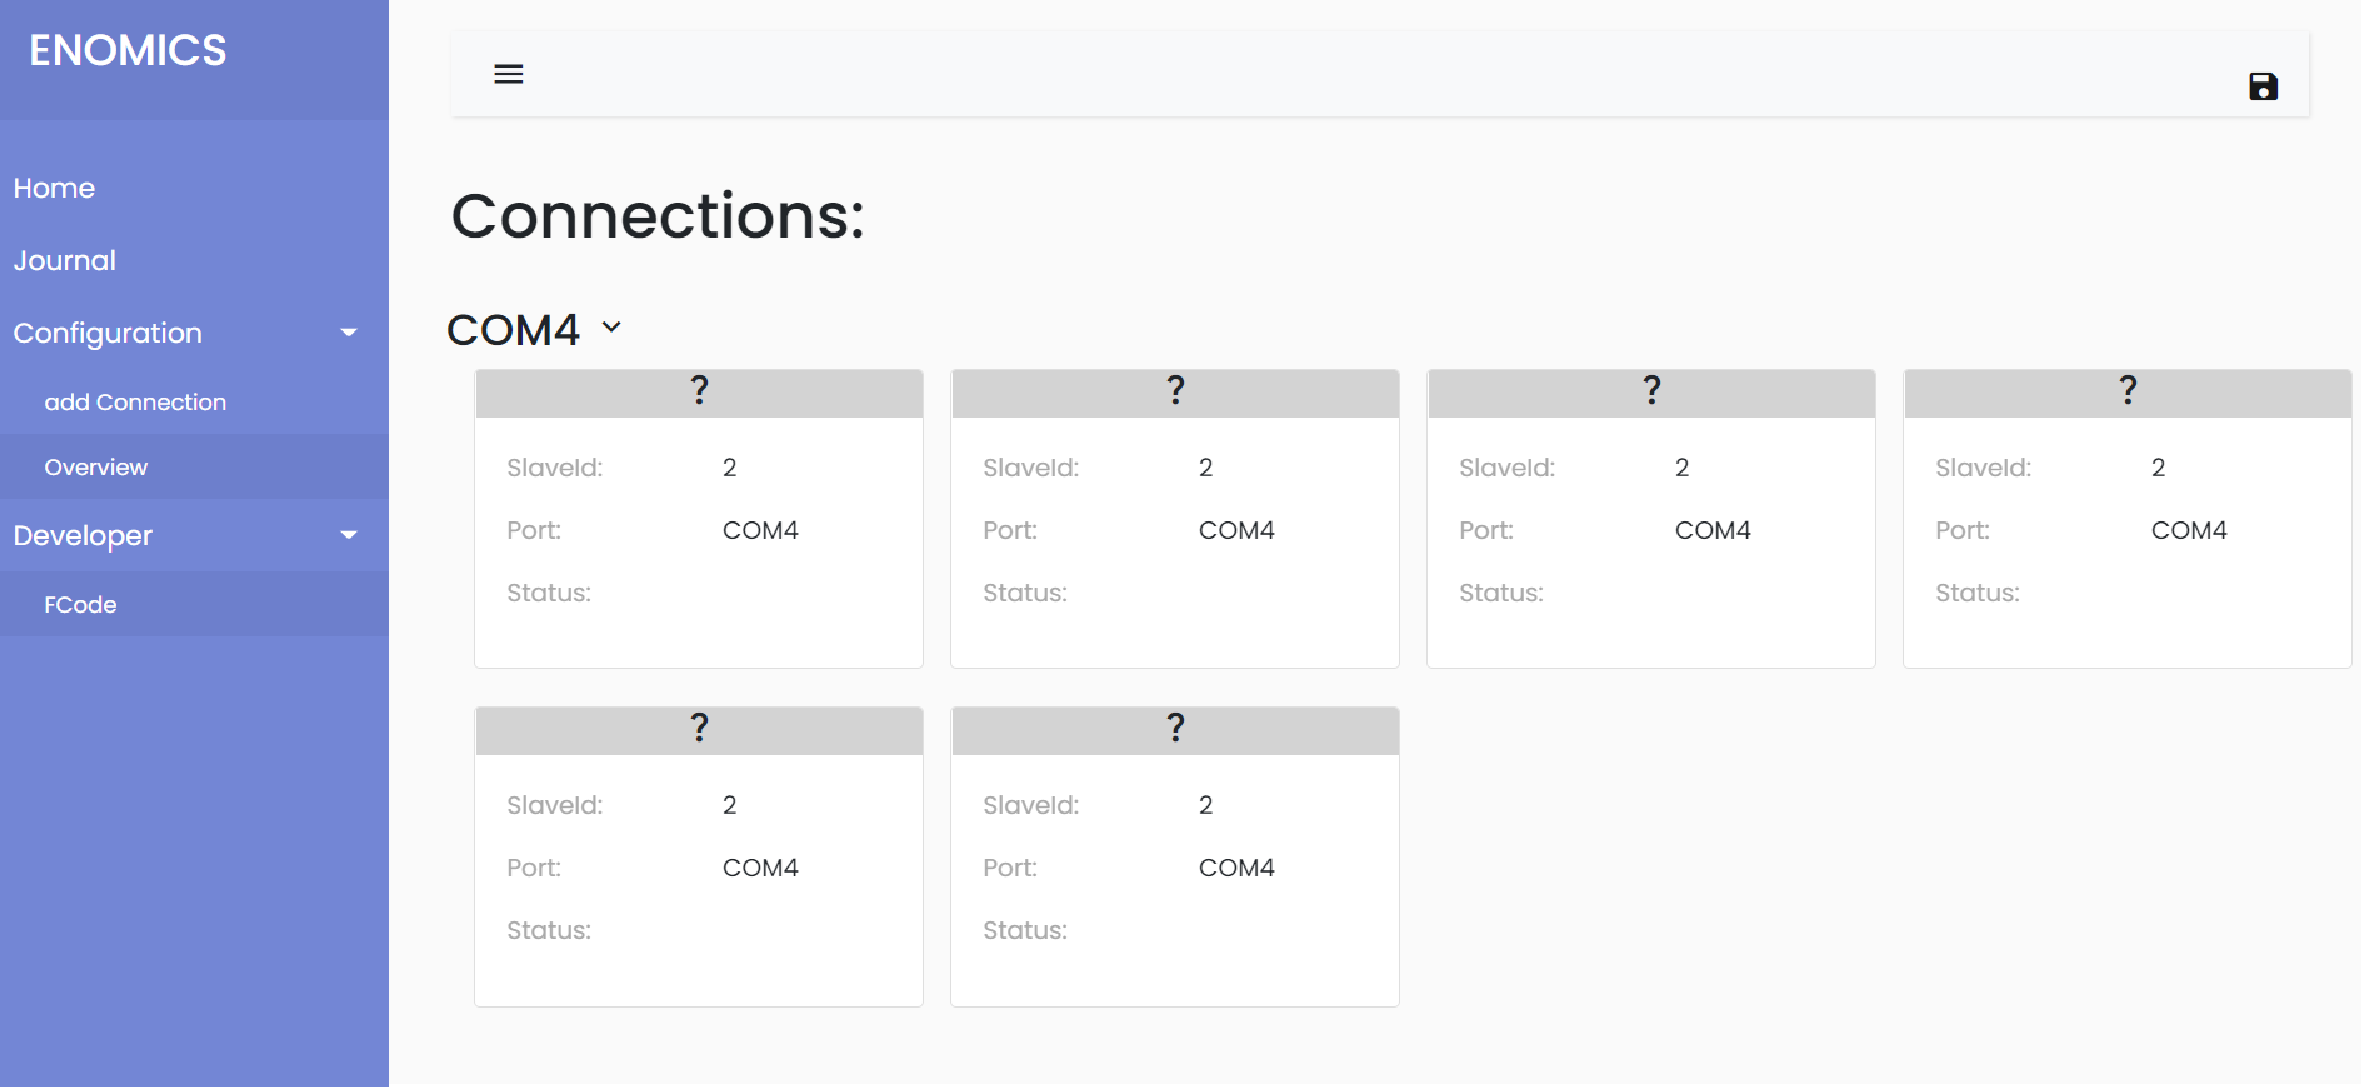 ENOMICS
Home
Journal
Configuration
add Connection
Overview
Developer
FCode
Connections:
COM4
? ? ? ?
SlaveId: 2 SlaveId: 2 SlaveId: 2 SlaveId: 2
Port: COM4 Port: COM4 Port: COM4 Port: COM4
Status: Status: Status: Status:
? ?
SlaveId: 2 SlaveId: 2
Port: COM4 Port: COM4
Status: Status: